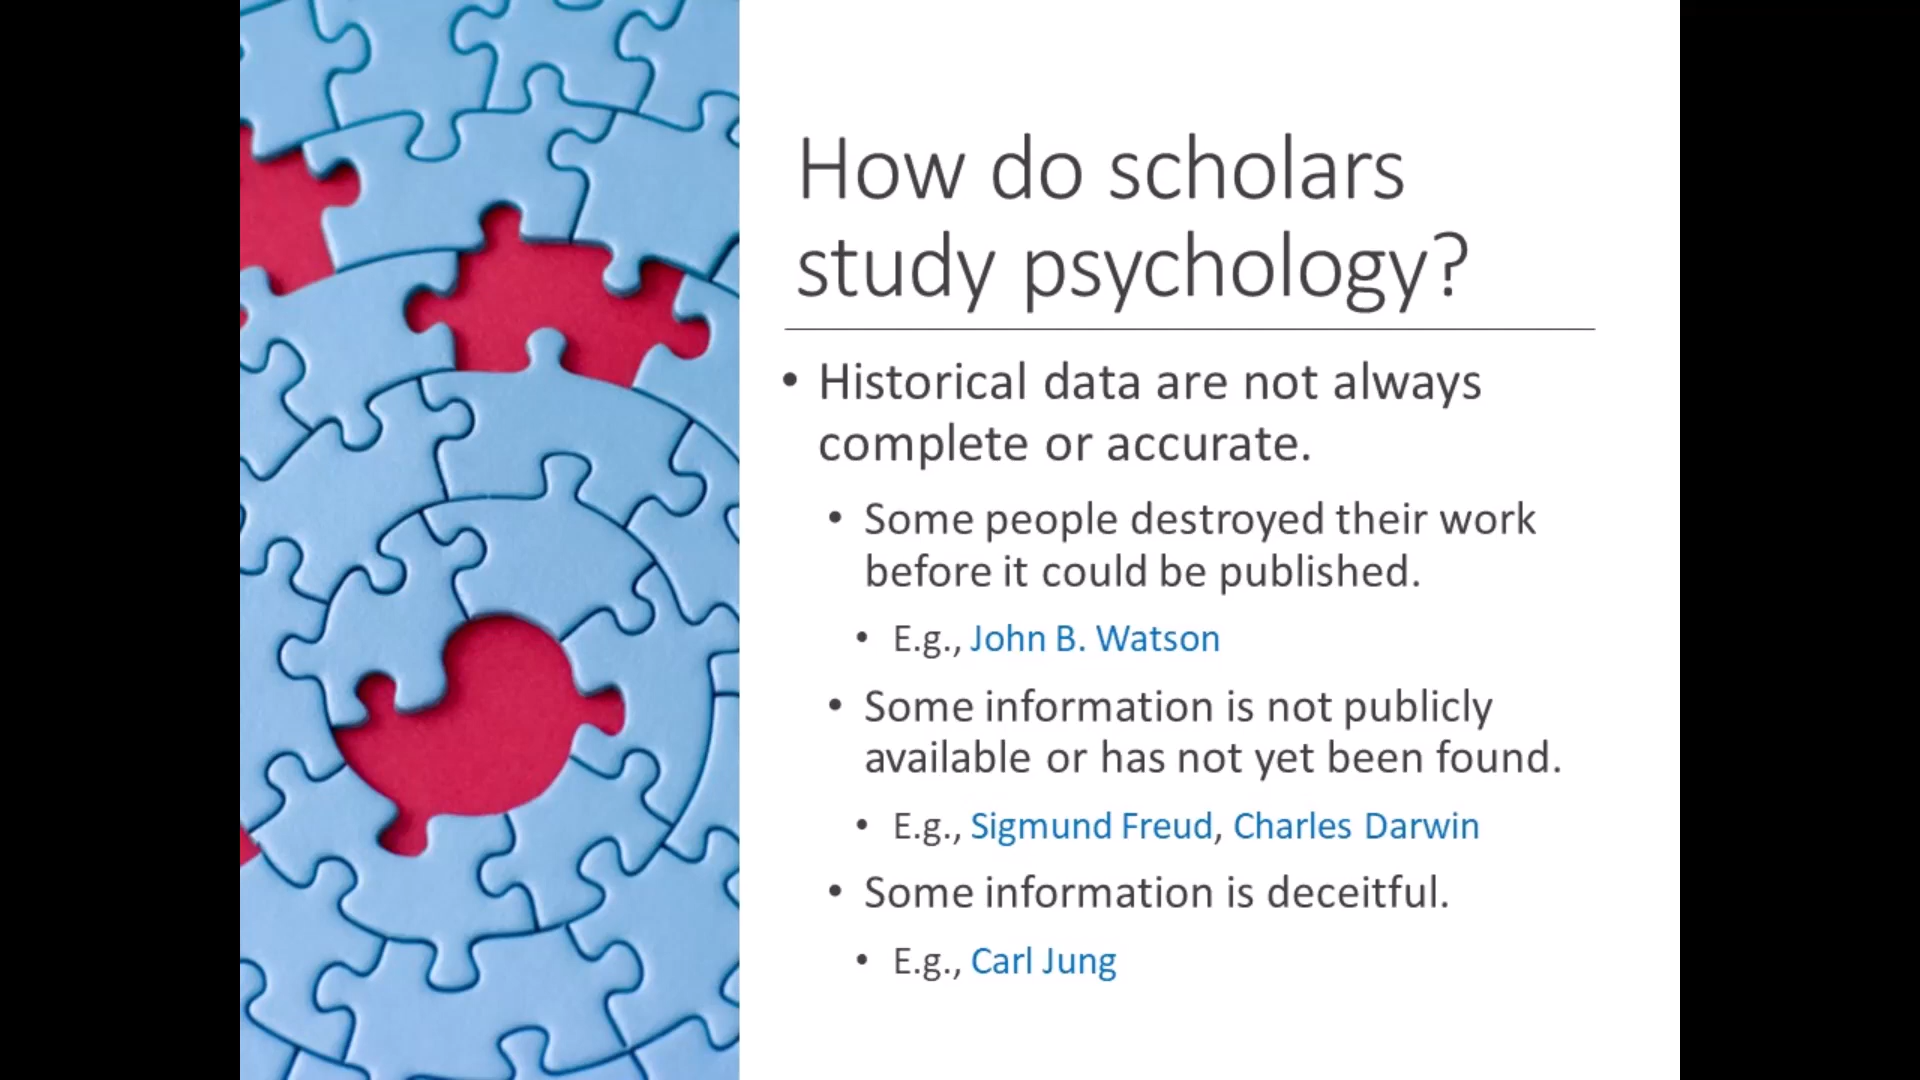 How do scholars
study psychology?
• Historical data are not always
complete or accurate.
• Some people destroyed their work
before it could be published.
• E.g., John B. Watson
• Some information is not publicly
available or has not yet been found.
• E.g., Sigmund Freud, Charles Darwin
• Some information is deceitful.
• E.g., Carl Jung